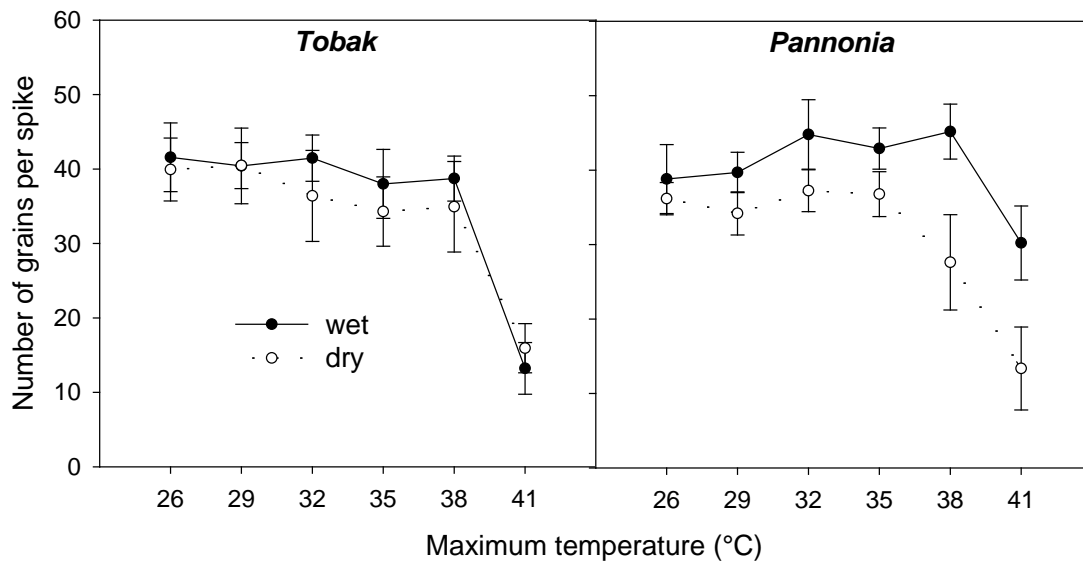 Tobak
Pannonia
Number of grains per spike
60
50
40
30
20
10
0
wet
dry
26 29 32 35 38 41
26 29 32 35 38 41
Maximum temperature (°C)